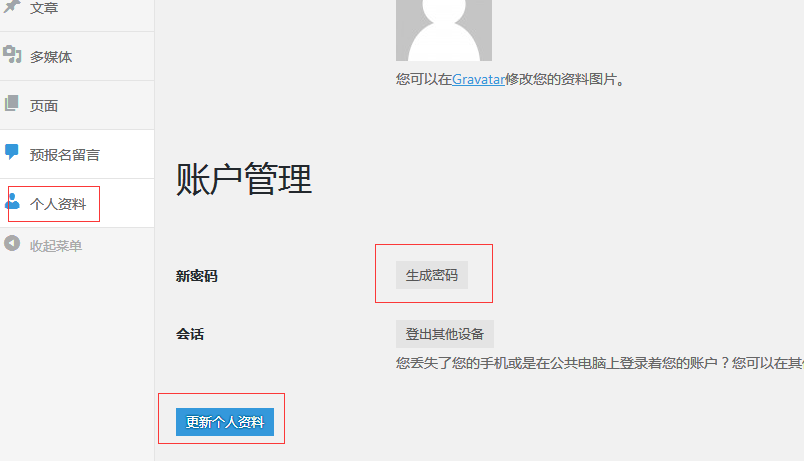 文章
多媒体
页面
预报名留言
个人资料
收起菜单
您可以在Gravatar修改您的资料图片。
账户管理
新密码
生成密码
会话
登出其他设备
您丢失了您的手机或是在公共电脑上登录着您的账户？您可以在其
更新个人资料